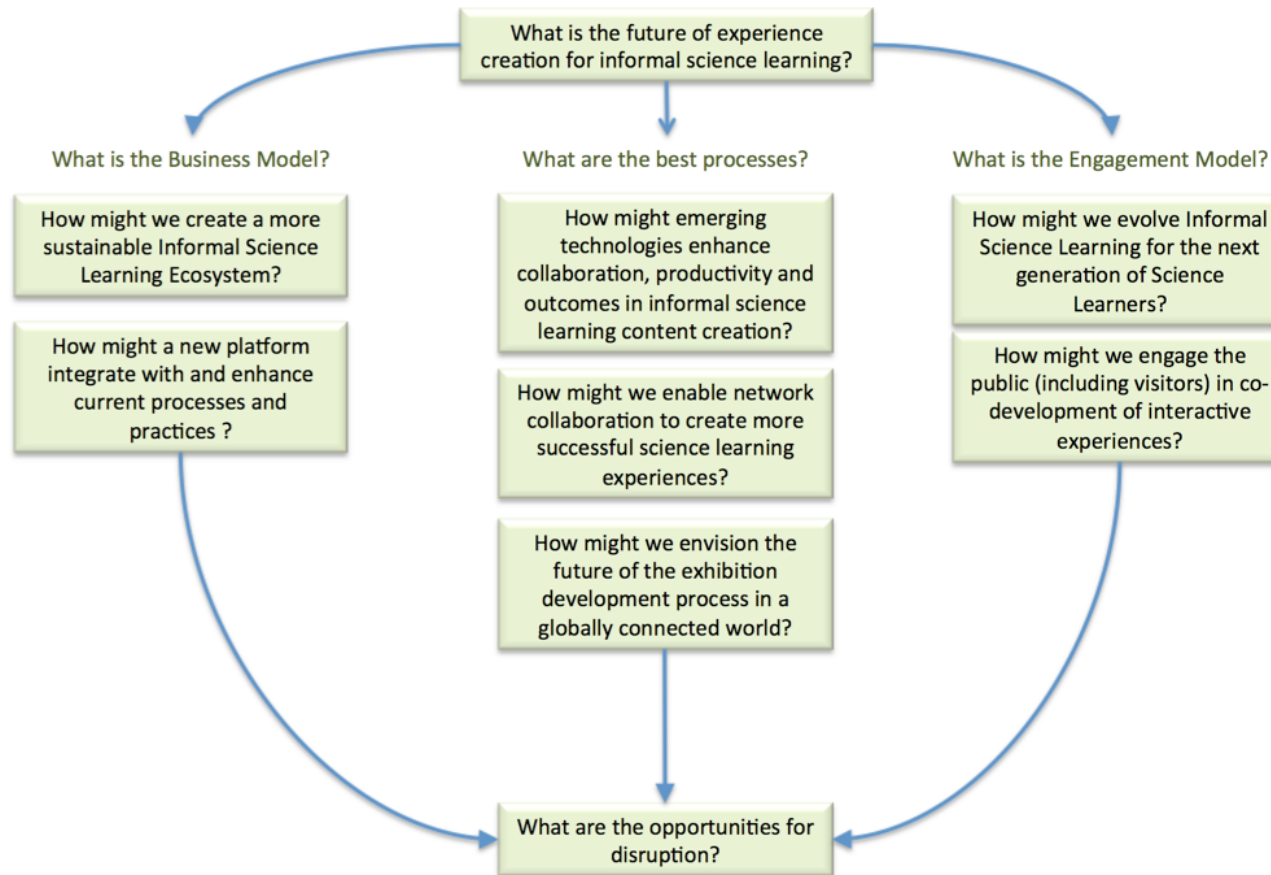 What is the future of experience
creation for informal science learning?
What is the Business Model?
How might we create a more
sustainable Informal Science
Learning Ecosystem?
How might a new platform
integrate with and enhance
current processes and
practices ?
What are the best processes?
How might emerging
technologies enhance
collaboration, productivity and
outcomes in informal science
learning content creation?
How might we enable network
collaboration to create more
successful science learning
experiences?
How might we envision the
future of the exhibition
development process in a
globally connected world?
What is the Engagement Model?
How might we evolve Informal
Science Learning for the next
generation of Science
Learners?
How might we engage the
public (including visitors) in co-
development of interactive
experiences?
What are the opportunities for
disruption?